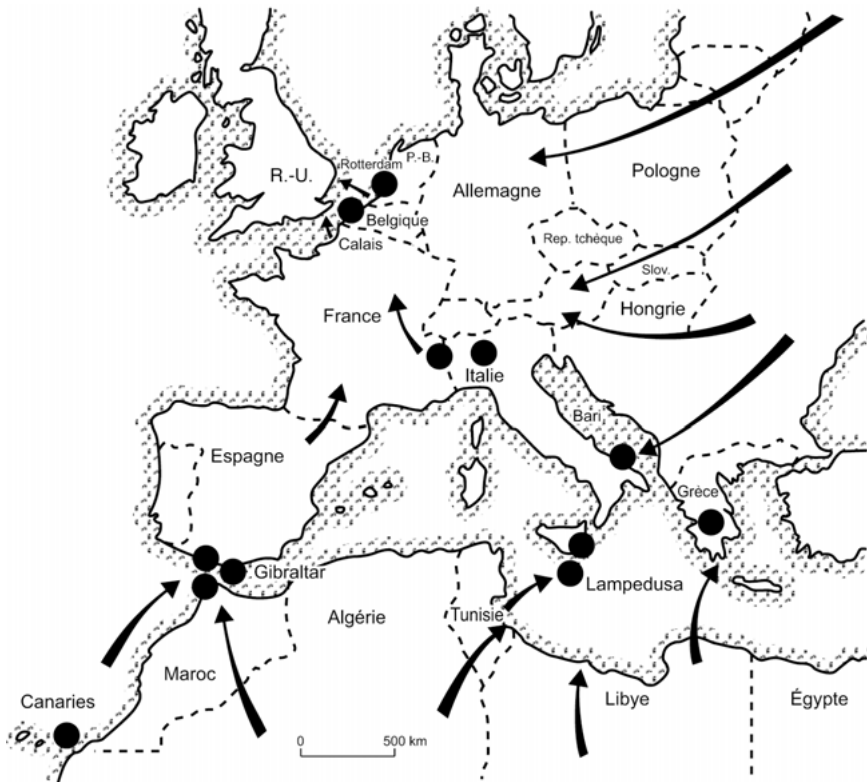 P.-B.
Rotterdam
R.-U.
Allemagne
Pologne
Belgique
Calais
Rep. tchèque
Slov.
Hongrie
France
Italie
Bari
Espagne
Grèce
Gibraltar
Lampedusa
Algérie
Tunisie
Maroc
Canaries
Libye
Égypte
0 500 km